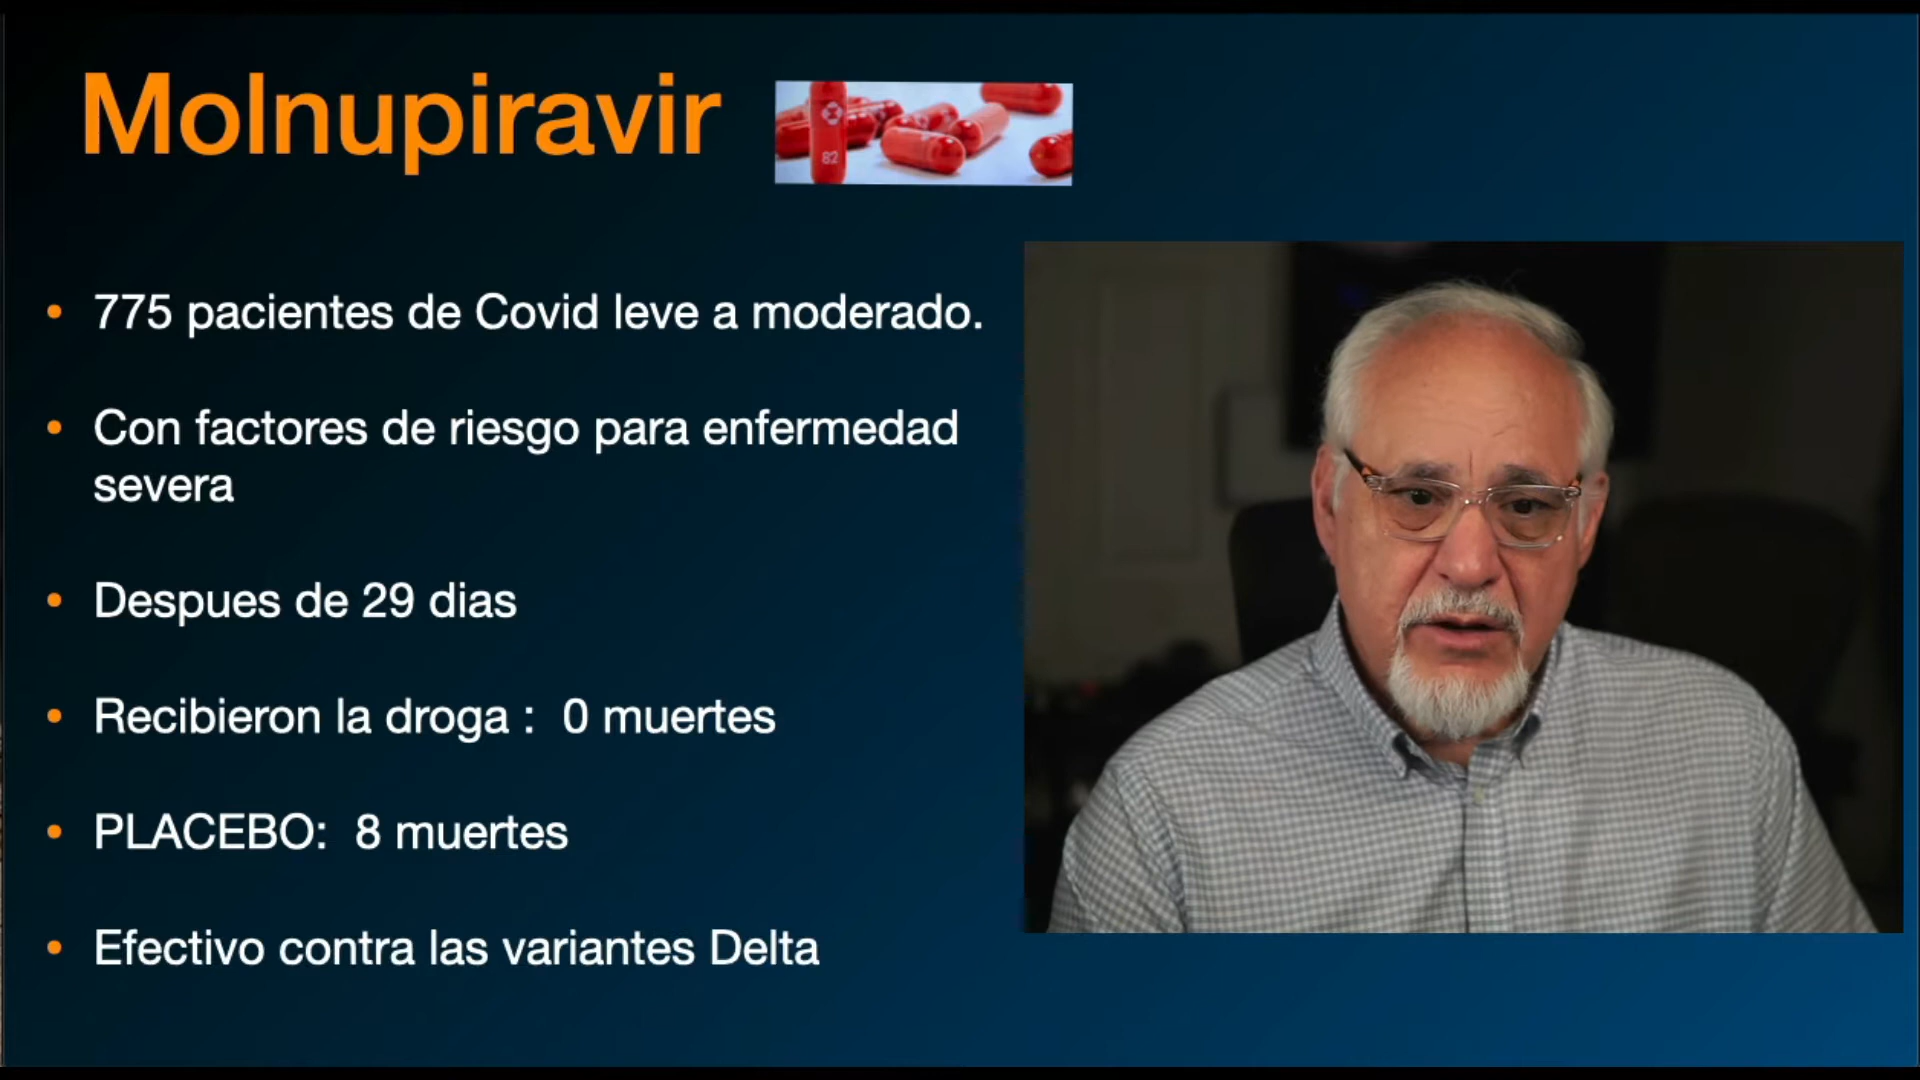 Molnupiravir
82
• 775 pacientes de Covid leve a moderado.
• Con factores de riesgo para enfermedad
severa
• Despues de 29 dias
• Recibieron la droga : 0 muertes
• PLACEBO: 8 muertes
• Efectivo contra las variantes Delta